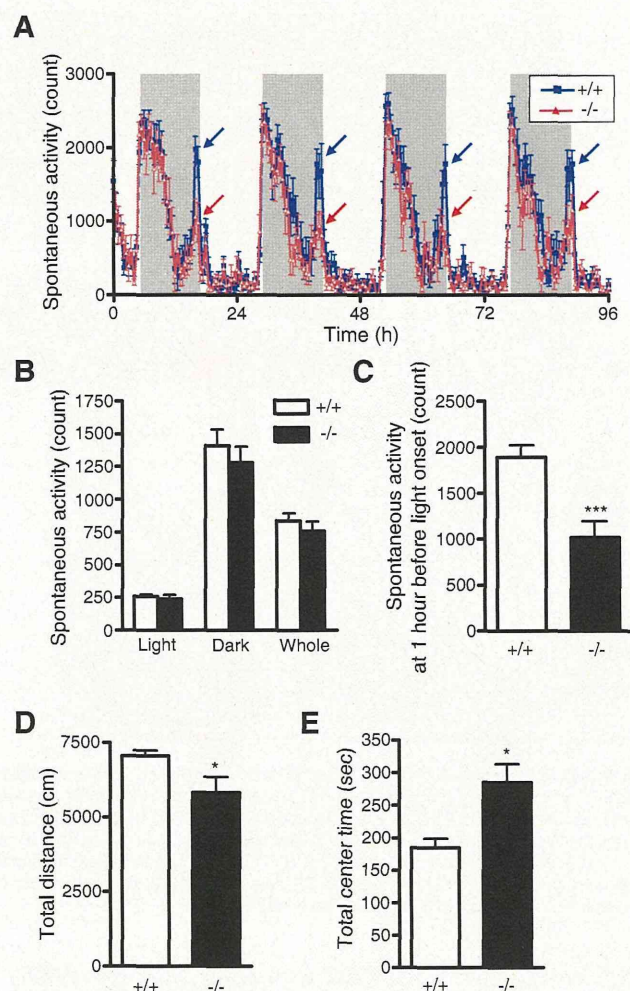 A
Spontaneous activity (count)
3000
2000
1000
0
+/+
-/-
0 24 48 72 96
Time (h)
B
Spontaneous activity (count)
1750
1500
1250
1000
750
500
250
0
+/+
-/-
Light Dark Whole
C
Spontaneous activity
at 1 hour before light onset (count)
2500
2000
1500
1000
500
0
***
+/+ -/-
D
Total distance (cm)
7500
5000
2500
0
*
+/+ -/-
E
Total center time (sec)
350
300
250
200
150
100
50
0
*
+/+ -/-